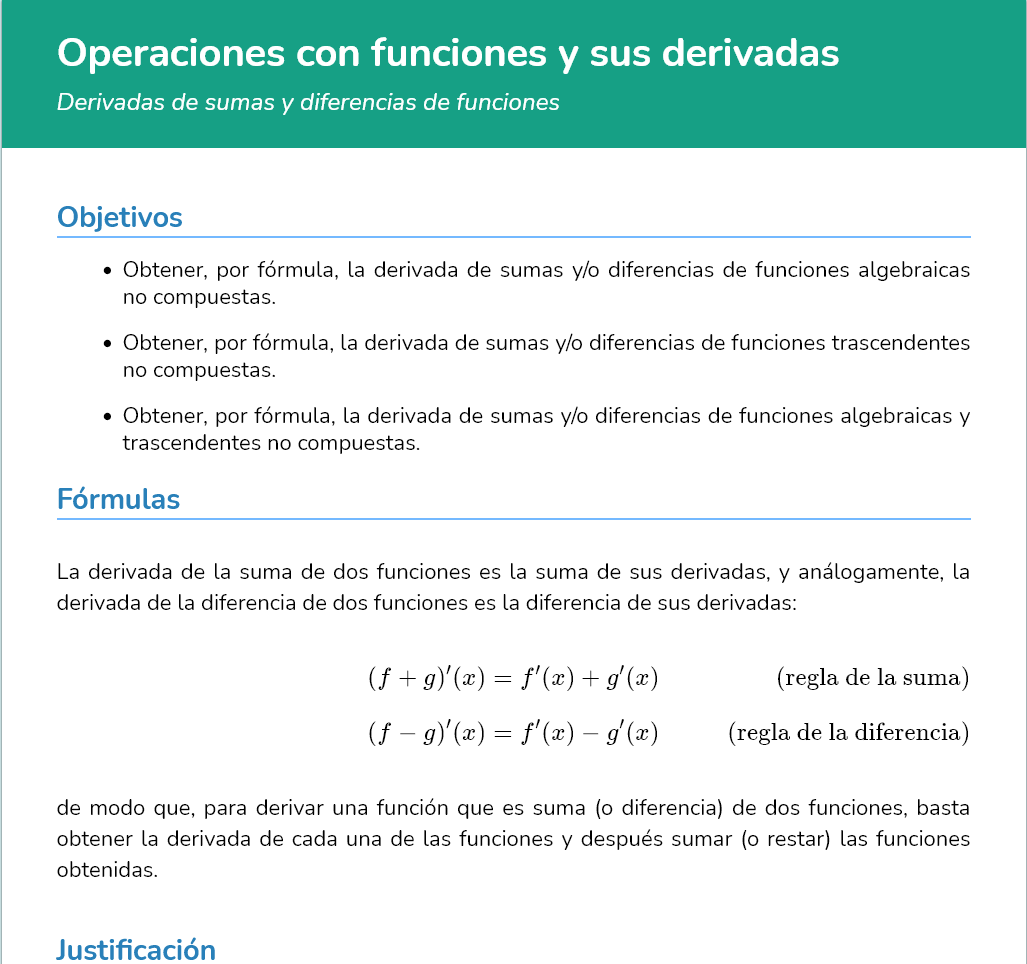 Operaciones con funciones y sus derivadas
Derivadas de sumas y diferencias de funciones
Objetivos
• Obtener, por fórmula, la derivada de sumas y/o diferencias de funciones algebraicas
no compuestas.
• Obtener, por fórmula, la derivada de sumas y/o diferencias de funciones trascendentes
no compuestas.
• Obtener, por fórmula, la derivada de sumas y/o diferencias de funciones algebraicas y
trascendentes no compuestas.
Fórmulas
La derivada de la suma de dos funciones es la suma de sus derivadas, y análogamente, la
derivada de la diferencia de dos funciones es la diferencia de sus derivadas:
(f + g)′(x) = f′(x) + g′(x) (regla de la suma)
(f − g)′(x) = f′(x) − g′(x) (regla de la diferencia)
de modo que, para derivar una función que es suma (o diferencia) de dos funciones, basta
obtener la derivada de cada una de las funciones y después sumar (o restar) las funciones
obtenidas.
Justificación